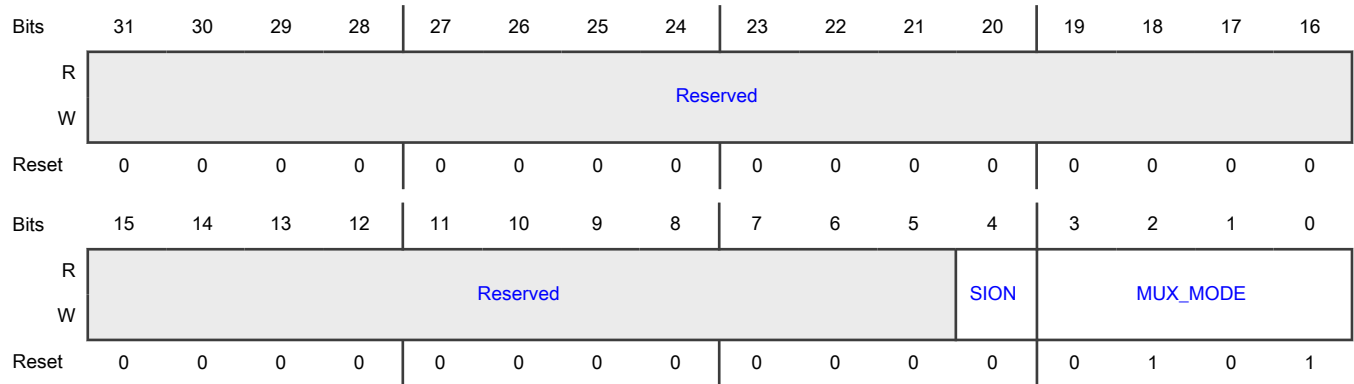 Bits 31 30 29 28 27 26 25 24 23 22 21 20 19 18 17 16
R
Reserved
W
Reset 0 0 0 0 0 0 0 0 0 0 0 0 0 0 0 0
Bits 15 14 13 12 11 10 9 8 7 6 5 4 3 2 1 0
R
Reserved SION MUX_MODE
W
Reset 0 0 0 0 0 0 0 0 0 0 0 0 0 1 0 1